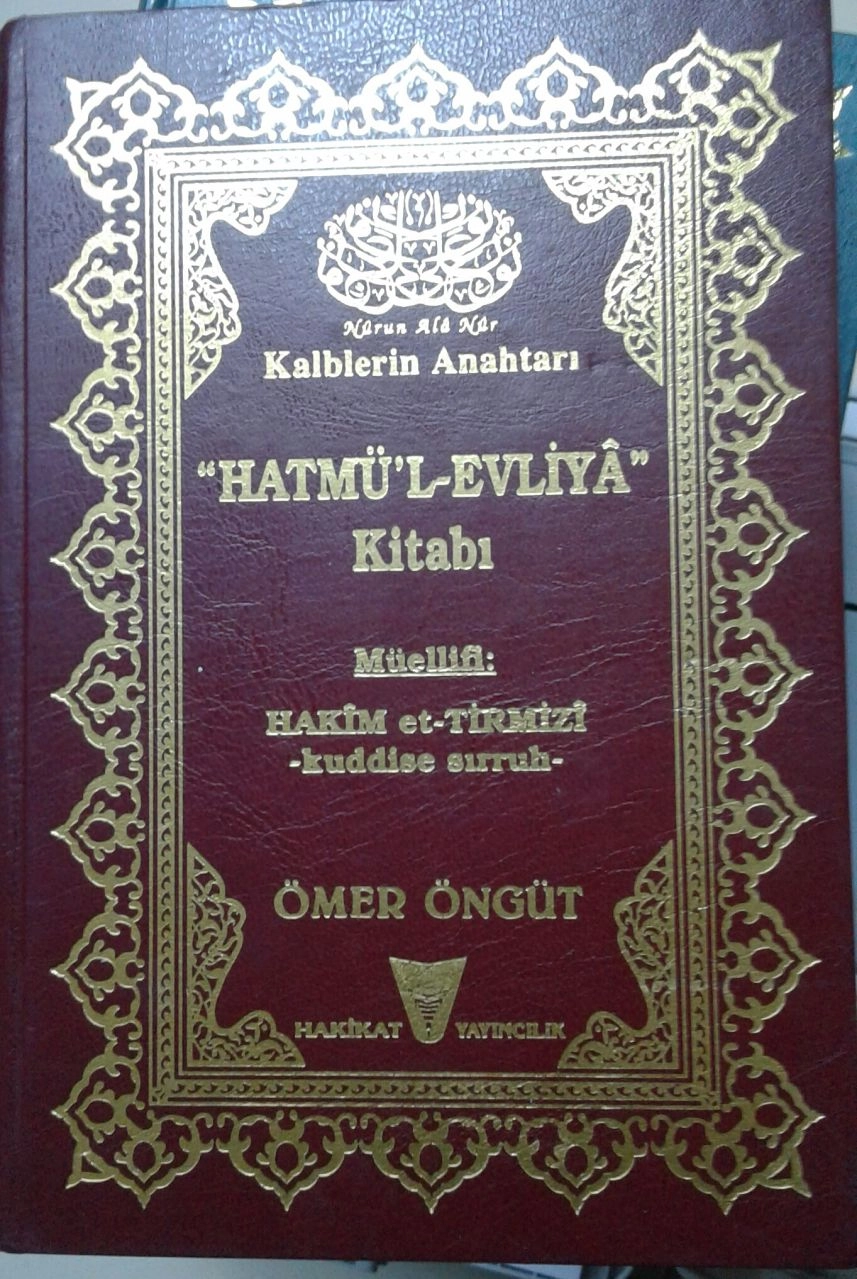 Nûrun Alâ Nûr
Kalblerin Anahtarı
“HATMÜ’L-EVLİYÂ”
Kitabı
Müellifi:
HAKÎM et-TİRMİZÎ
-kuddise sırruh-
ÖMER ÖNGÜT
HAKİKAT YAYINCILIK